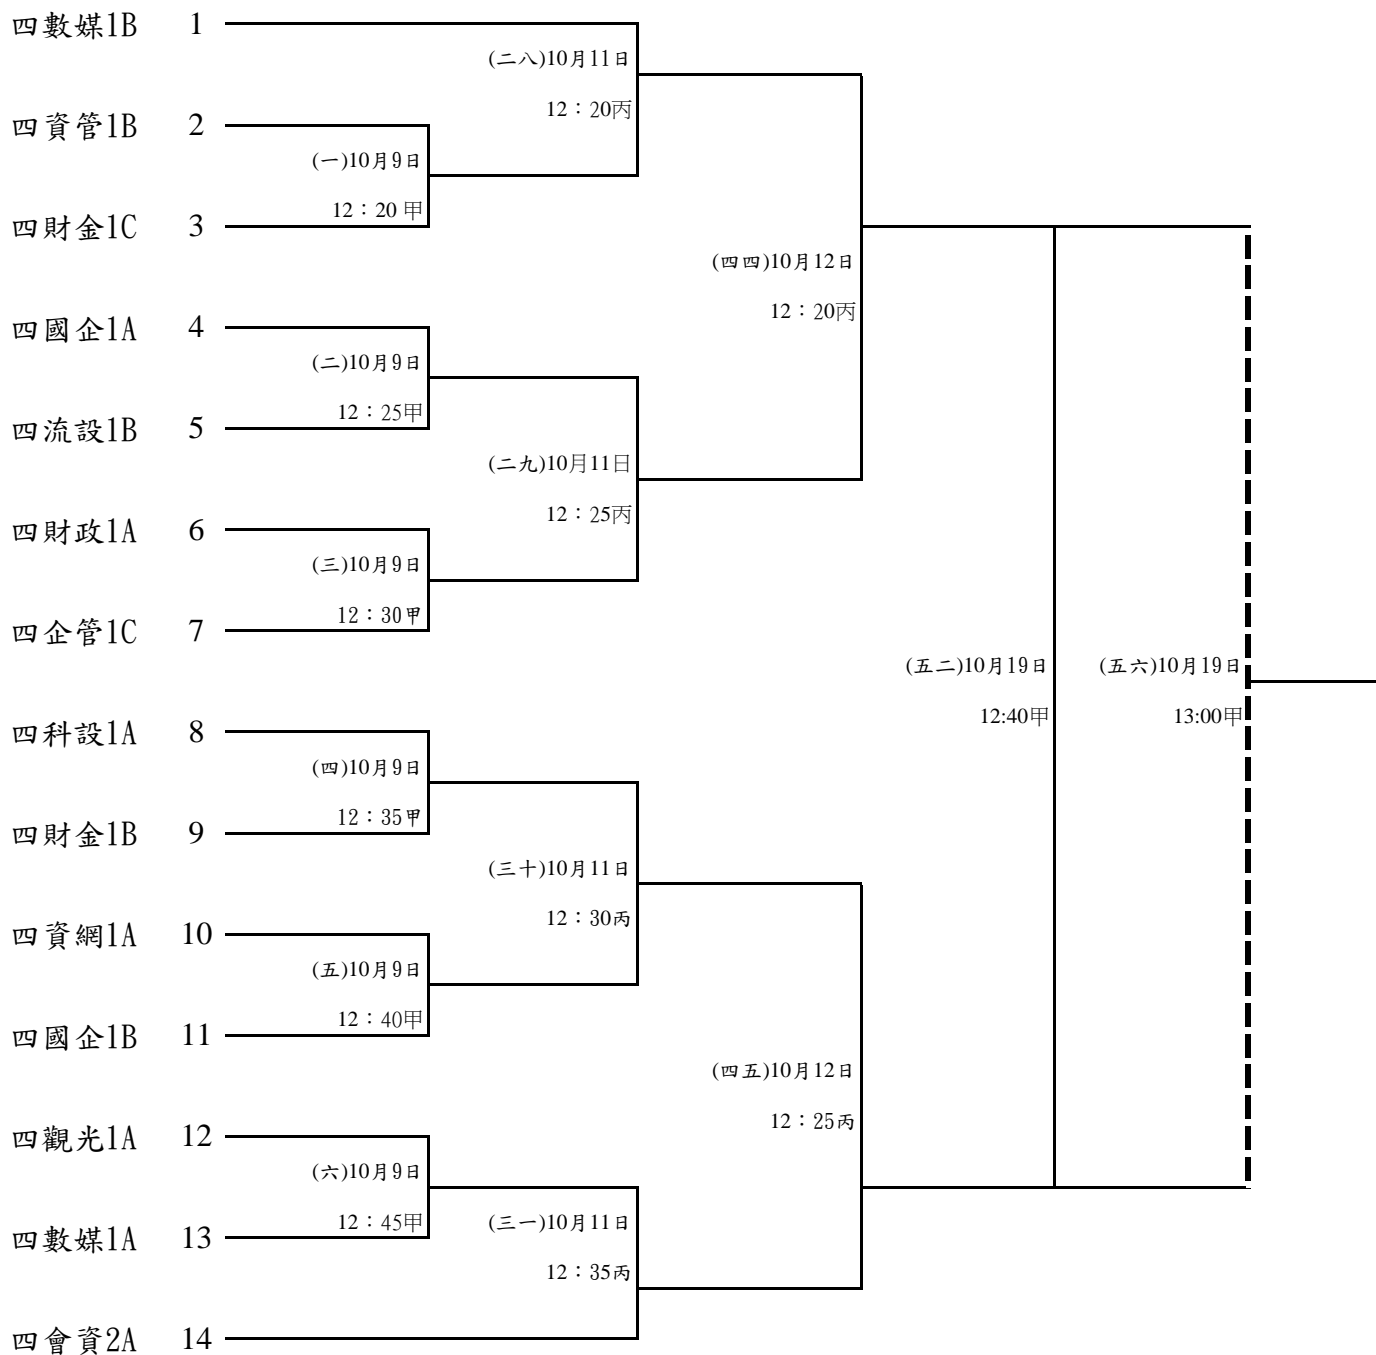 四數媒1B 1
(二八)10月11日
12：20丙
四資管1B 2
(一)10月9日
12：20 甲
四財金1C 3
(四四)10月12日
12：20丙
四國企1A 4
(二)10月9日
12：25甲
四流設1B 5
(二九)10月11日
12：25丙
四財政1A 6
(三)10月9日
12：30甲
四企管1C 7
(五二)10月19日
12:40甲
(五六)10月19日
13:00甲
四科設1A 8
(四)10月9日
12：35甲
四財金1B 9
(三十)10月11日
12：30丙
四資網1A 10
(五)10月9日
12：40甲
四國企1B 11
(四五)10月12日
12：25丙
四觀光1A 12
(六)10月9日
12：45甲
四數媒1A 13
(三一)10月11日
12：35丙
四會資2A 14